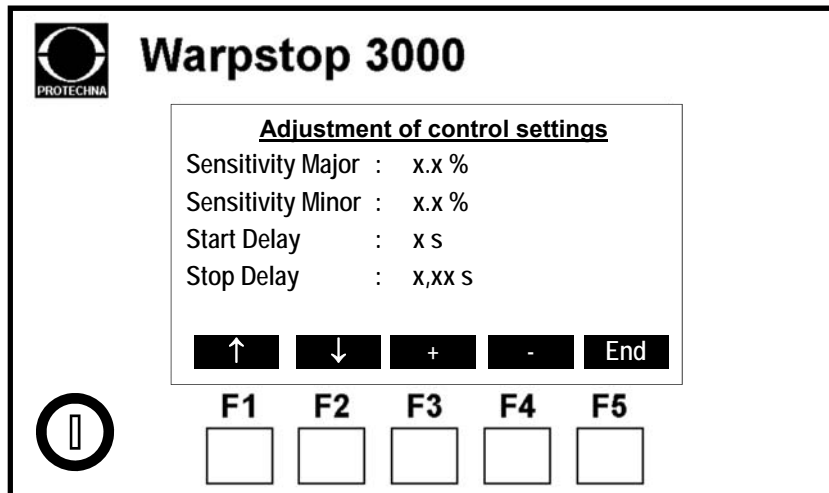 Warpstop 3000
PROTECHNA
Adjustment of control settings
Sensitivity Major : x.x %
Sensitivity Minor : x.x %
Start Delay : x s
Stop Delay : x,xx s
↑ ↓ + - End
F1 F2 F3 F4 F5